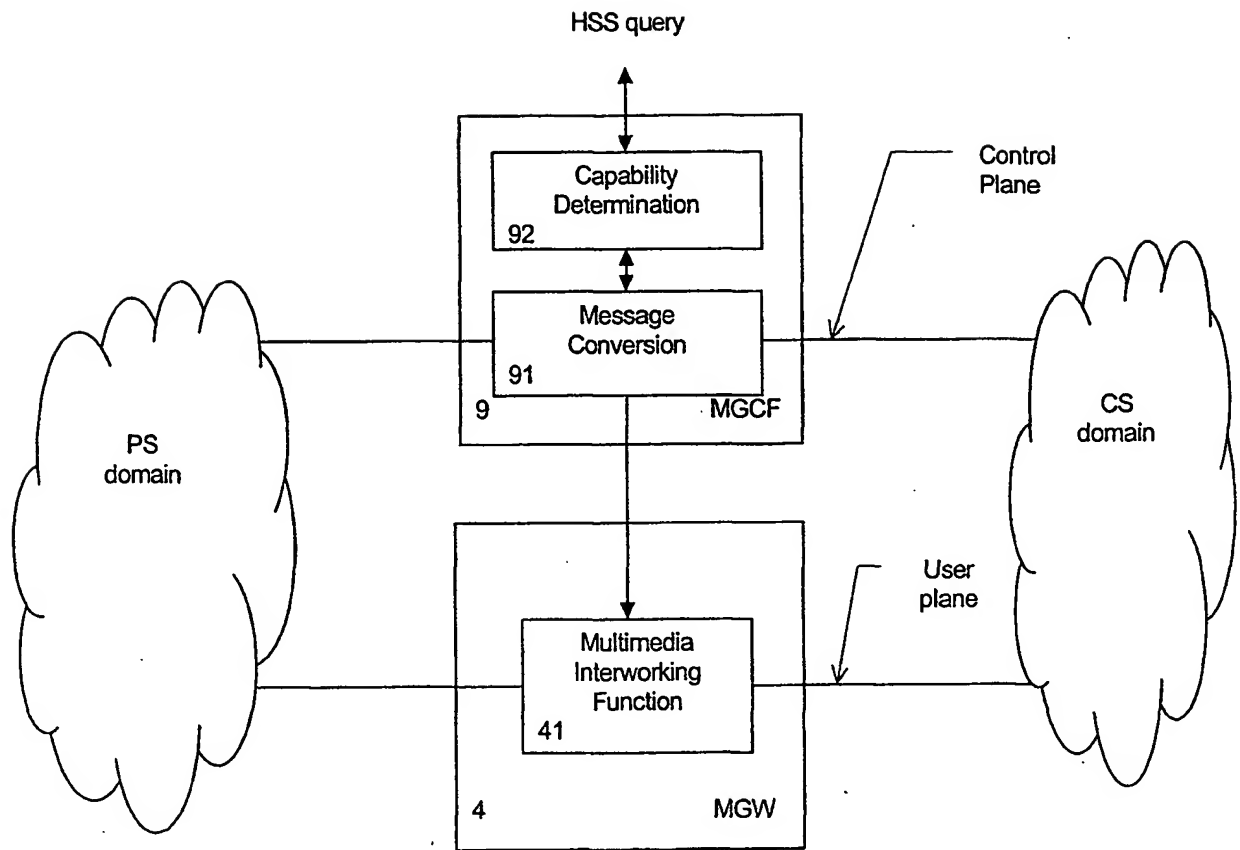 HSS query
Capability
Determination
92
Control
Plane
Message
Conversion
91
9
MGCF
PS
domain
CS
domain
User
plane
Multimedia
Interworking
Function
41
4
MGW